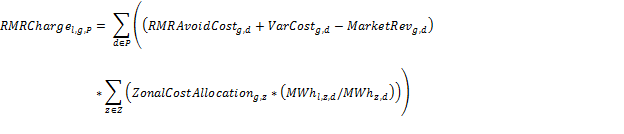 RMRCharge_{l,g,P} = ∑_{d∈P} ( ( RMRAvoidCost_{g,d} + VarCost_{g,d} − MarketRev_{g,d} )
* ∑_{z∈Z} ( ZonalCostAllocation_{g,z} * ( MWh_{l,z,d} / MWh_{z,d} ) ) )